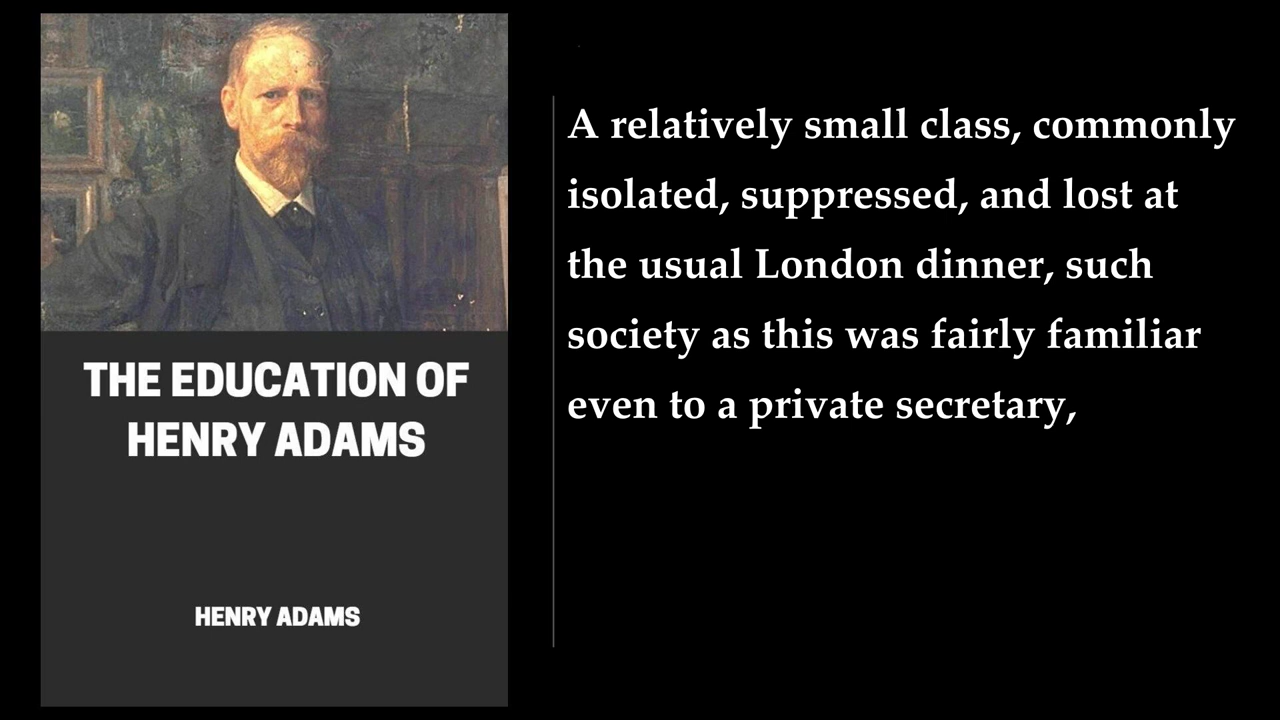 THE EDUCATION OF
HENRY ADAMS
HENRY ADAMS
A relatively small class, commonly
isolated, suppressed, and lost at
the usual London dinner, such
society as this was fairly familiar
even to a private secretary,